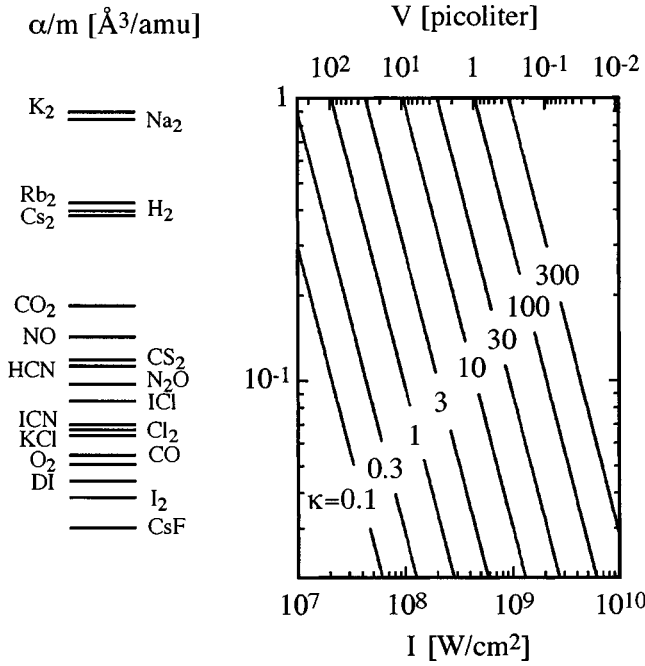 α/m [Å³/amu]
V [picoliter]
10² 10¹ 1 10⁻¹ 10⁻²
1
K₂
Na₂
Rb₂
H₂
Cs₂
CO₂
NO
CS₂
HCN
N₂O
ICl
ICN
Cl₂
KCl
CO
O₂
DI
I₂
CsF
300
100
30
10
10⁻¹
3
1
0.3
κ=0.1
10⁷ 10⁸ 10⁹ 10¹⁰
I [W/cm²]